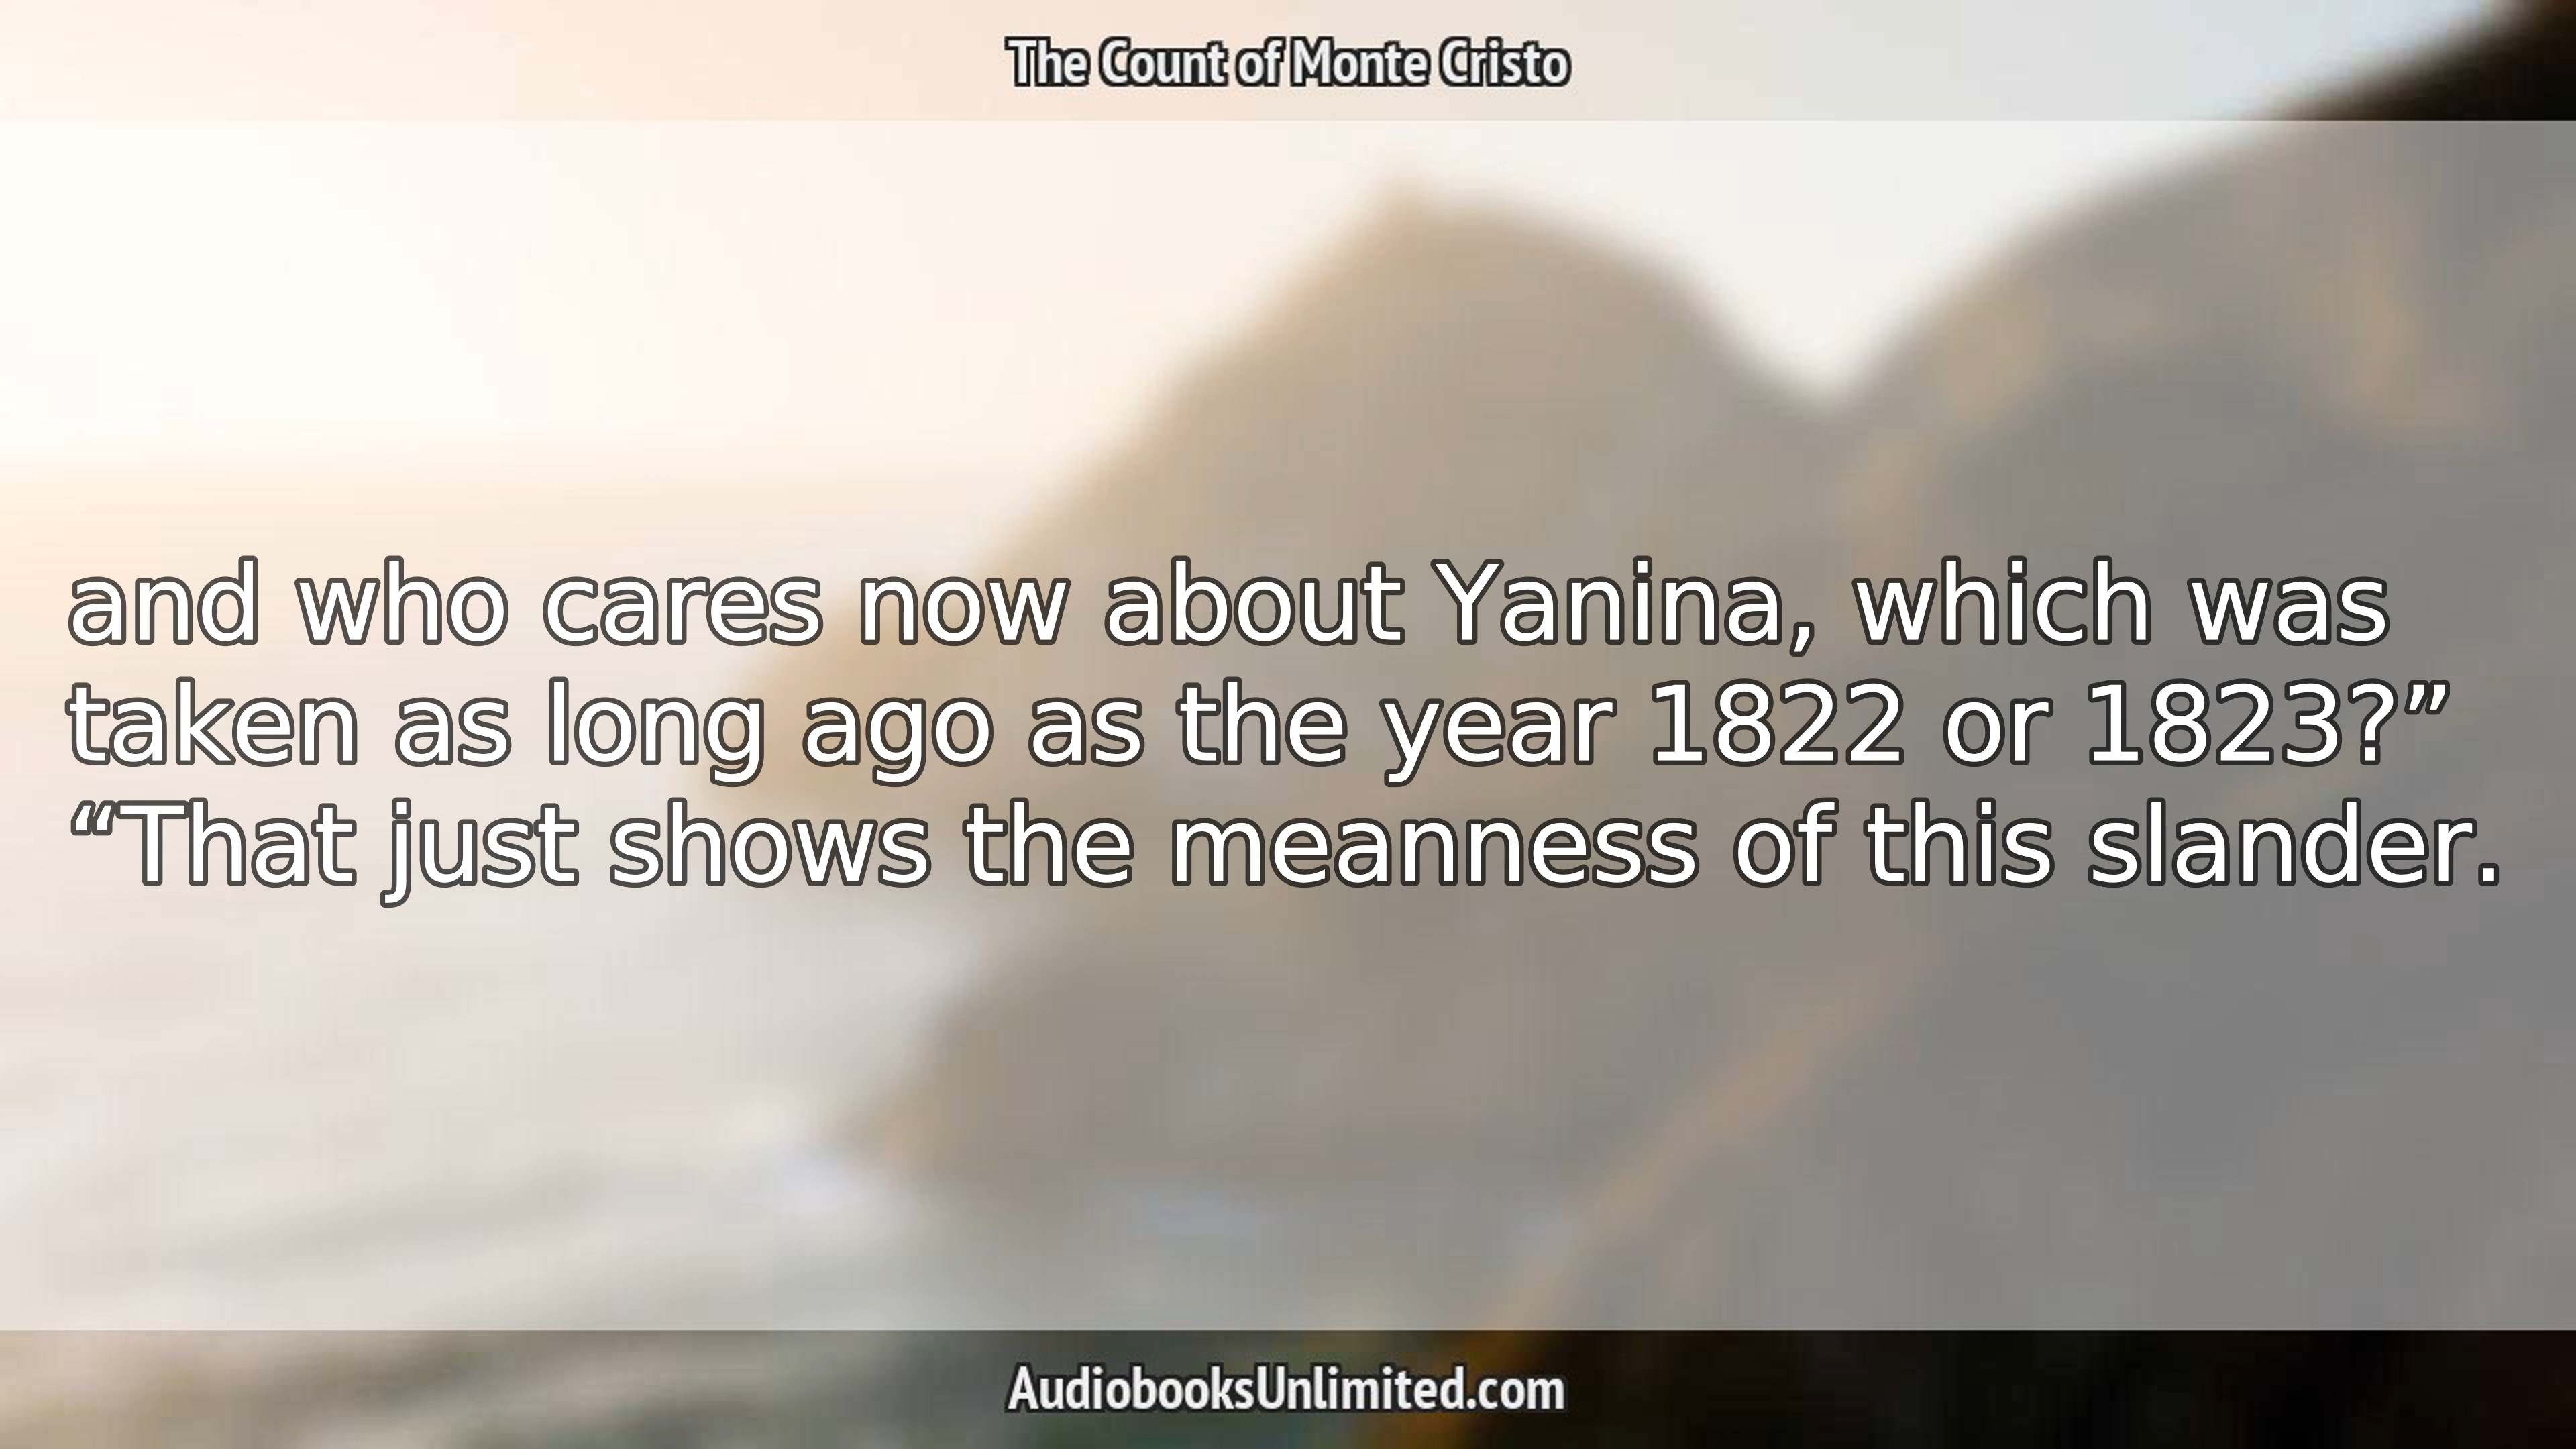 The Count of Monte Cristo
and who cares now about Yanina, which was
taken as long ago as the year 1822 or 1823?”
“That just shows the meanness of this slander.
AudiobooksUnlimited.com